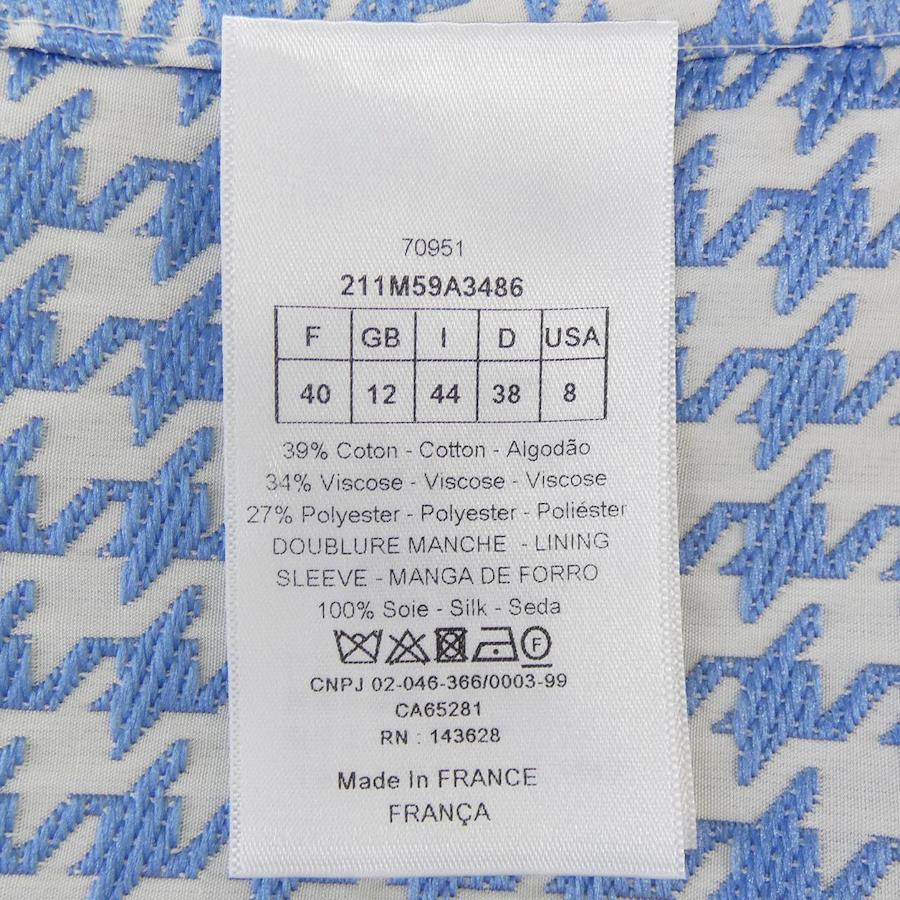 70951
211M59A3486
F GB I D USA
40 12 44 38 8
39% Coton - Cotton - Algodão
34% Viscose - Viscose - Viscose
27% Polyester - Polyester - Poliéster
DOUBLURE MANCHE - LINING
SLEEVE - MANGA DE FORRO
100% Soie - Silk - Seda
F
CNPJ 02-046-366/0003-99
CA65281
RN : 143628
Made In FRANCE
FRANÇA